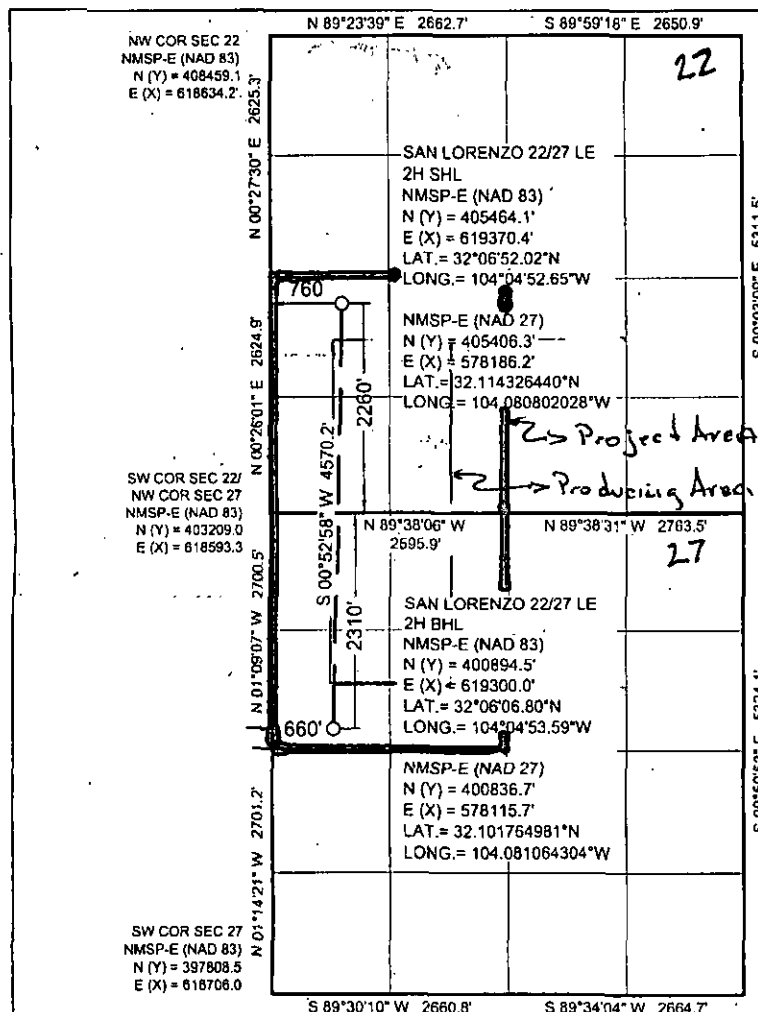 N 89°23'39" E 2662.7' S 89°59'18" E 2650.9'
NW COR SEC 22
NMSP-E (NAD 83)
N (Y) = 408459.1
E (X) = 618634.2'
22
N 00°27'30" E 2625.3'
SAN LORENZO 22/27 LE
2H SHL
NMSP-E (NAD 83)
N (Y) = 405464.1'
E (X) = 619370.4'
LAT.= 32°06'52.02"N
LONG.= 104°04'52.65"W
760
NMSP-E (NAD 27)
N (Y) = 405406.3'
E (X) = 578186.2'
LAT.= 32.114326440°N
LONG.= 104.080802028°W
N 00°26'01" E 2624.9'
2260'
S 00°52'58" W 4570.2'
Project Area
Producing Area
SW COR SEC 22/
NW COR SEC 27
NMSP-E (NAD 83)
N (Y) = 403209.0
E (X) = 618593.3
N 89°38'06" W
2595.9'
N 89°38'31" W 2763.5'
27
N 01°09'07" W 2700.5'
2310'
SAN LORENZO 22/27 LE
2H BHL
NMSP-E (NAD 83)
N (Y) = 400894.5'
E (X) = 619300.0'
LAT.= 32°06'06.80"N
LONG.= 104°04'53.59"W
660'
NMSP-E (NAD 27)
N (Y) = 400836.7'
E (X) = 578115.7'
LAT.= 32.101764981°N
LONG.= 104.081064304°W
N 01°14'21" W 2701.2'
SW COR SEC 27
NMSP-E (NAD 83)
N (Y) = 397808.5
E (X) = 618706.0
S 89°30'10" W 2660.8' S 89°34'04" W 2664.7'